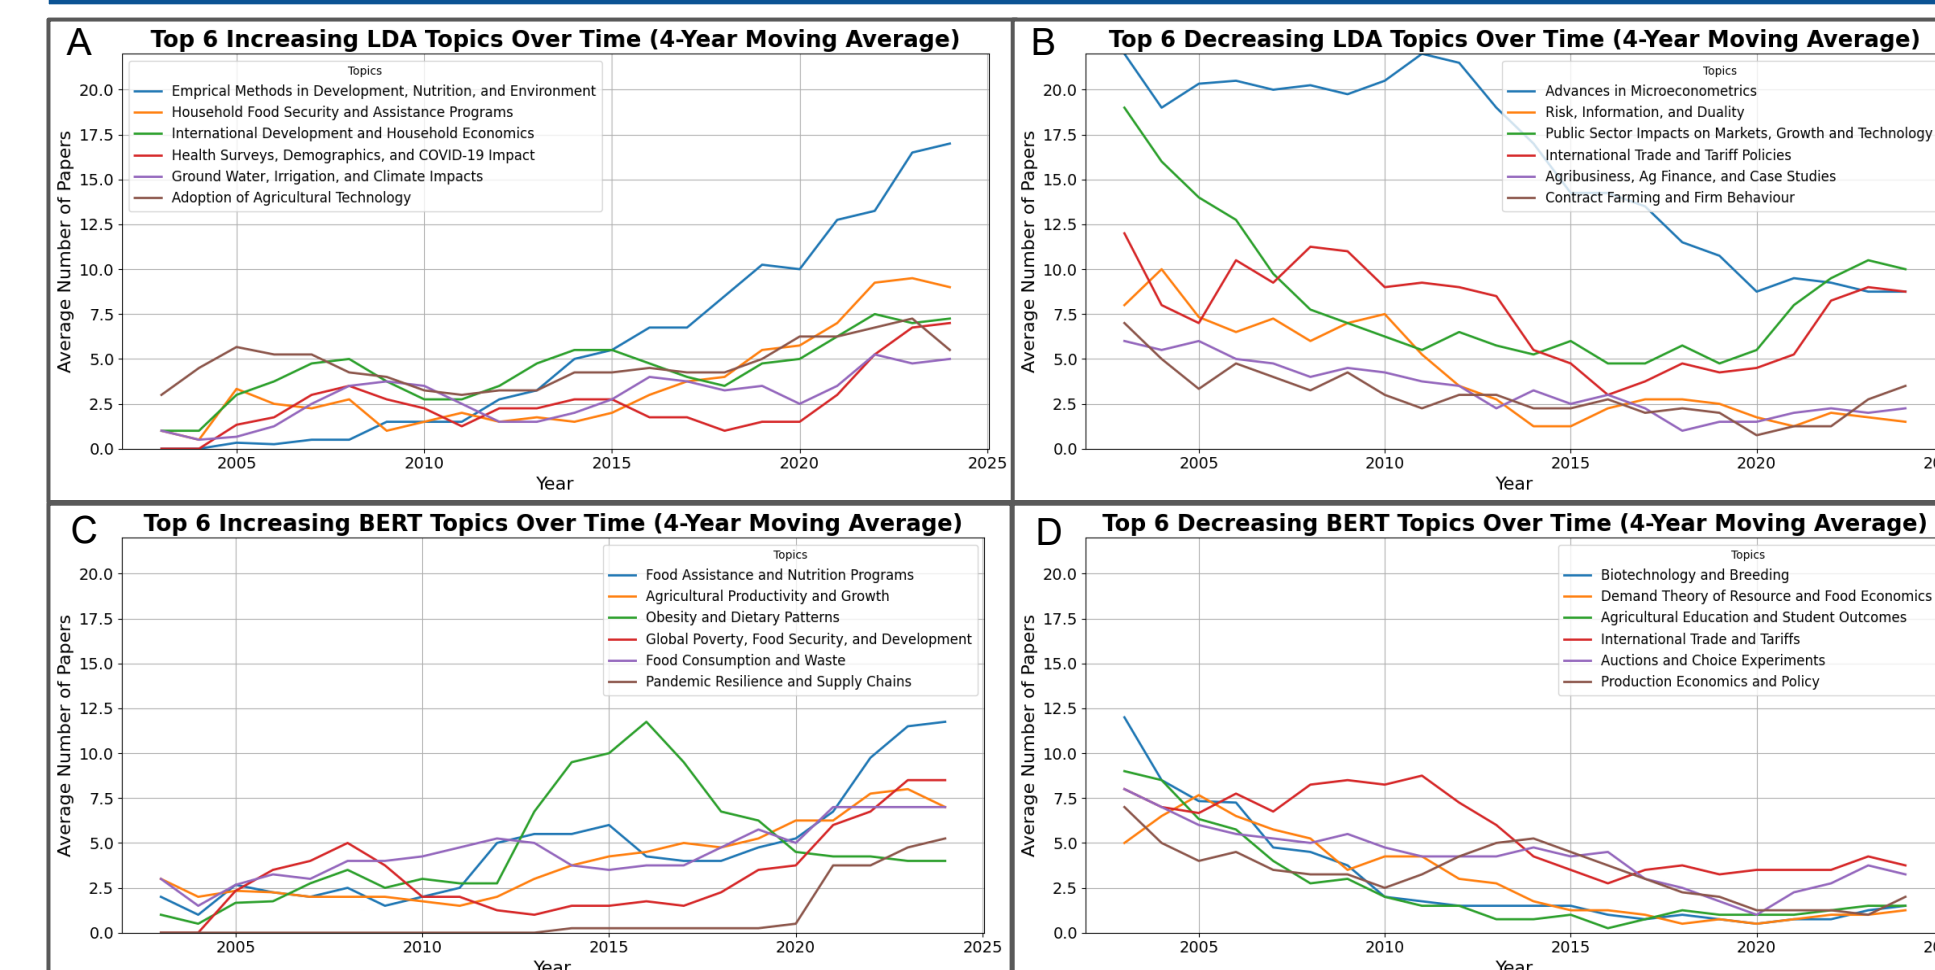 A
Top 6 Increasing LDA Topics Over Time (4-Year Moving Average)
Topics
Emprical Methods in Development, Nutrition, and Environment
Household Food Security and Assistance Programs
International Development and Household Economics
Health Surveys, Demographics, and COVID-19 Impact
Ground Water, Irrigation, and Climate Impacts
Adoption of Agricultural Technology
Average Number of Papers
20.0
17.5
15.0
12.5
10.0
7.5
5.0
2.5
0.0
2005 2010 2015 2020 2025
Year
B
Top 6 Decreasing LDA Topics Over Time (4-Year Moving Average)
Topics
Advances in Microeconometrics
Risk, Information, and Duality
Public Sector Impacts on Markets, Growth and Technology
International Trade and Tariff Policies
Agribusiness, Ag Finance, and Case Studies
Contract Farming and Firm Behaviour
Average Number of Papers
20.0
17.5
15.0
12.5
10.0
7.5
5.0
2.5
0.0
2005 2010 2015 2020
Year
C
Top 6 Increasing BERT Topics Over Time (4-Year Moving Average)
Topics
Food Assistance and Nutrition Programs
Agricultural Productivity and Growth
Obesity and Dietary Patterns
Global Poverty, Food Security, and Development
Food Consumption and Waste
Pandemic Resilience and Supply Chains
Average Number of Papers
20.0
17.5
15.0
12.5
10.0
7.5
5.0
2.5
0.0
2005 2010 2015 2020 2025
Year
D
Top 6 Decreasing BERT Topics Over Time (4-Year Moving Average)
Topics
Biotechnology and Breeding
Demand Theory of Resource and Food Economics
Agricultural Education and Student Outcomes
International Trade and Tariffs
Auctions and Choice Experiments
Production Economics and Policy
Average Number of Papers
20.0
17.5
15.0
12.5
10.0
7.5
5.0
2.5
0.0
2005 2010 2015 2020
Year